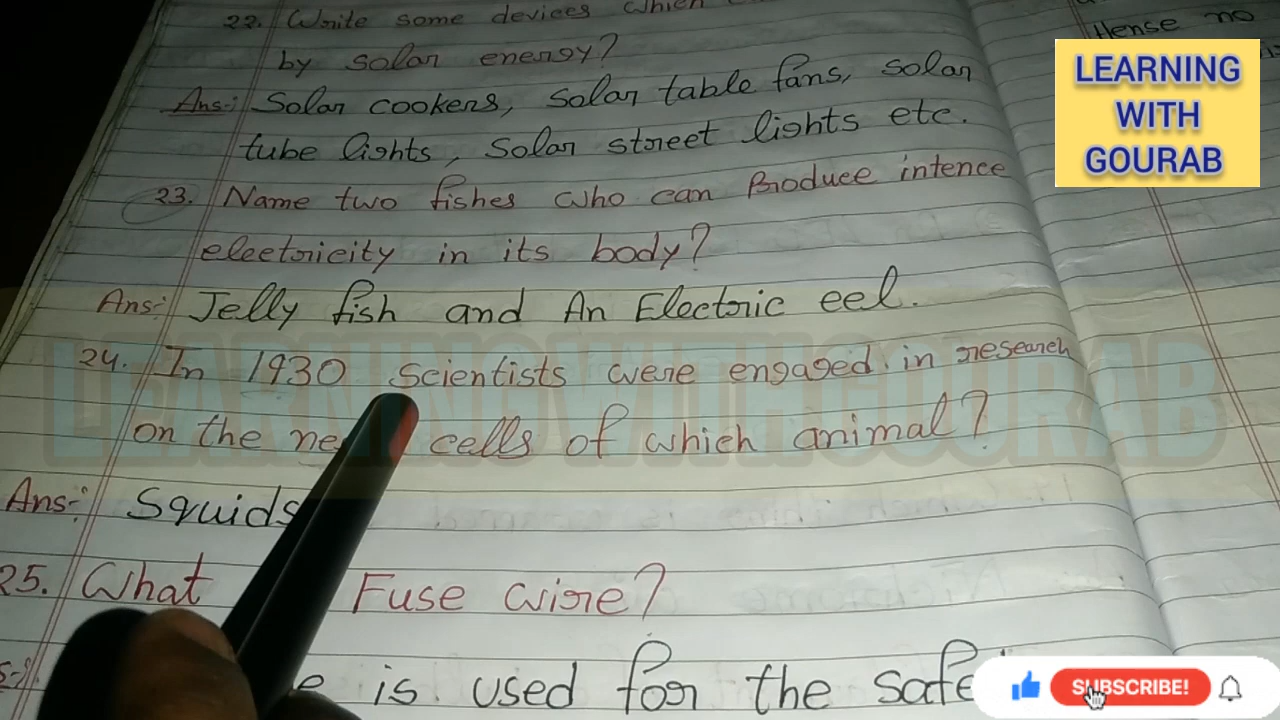 22. Write some devices which
by solar energy?
Ans:- Solar cookers, Solar table fans, solar
tube lights, Solar street lights etc.
23. Name two fishes who can Produce intence
electricity in its body?
Ans:- Jelly fish and An Electric eel.
24. In 1930 Scientists were engaged in research
on the cells of which animal?
Ans:- Squids
25. What Fuse wire?
is used for the safe
Hense no
LEARNING
WITH
GOURAB
LEARNINGWITHGOURAB
SUBSCRIBE!